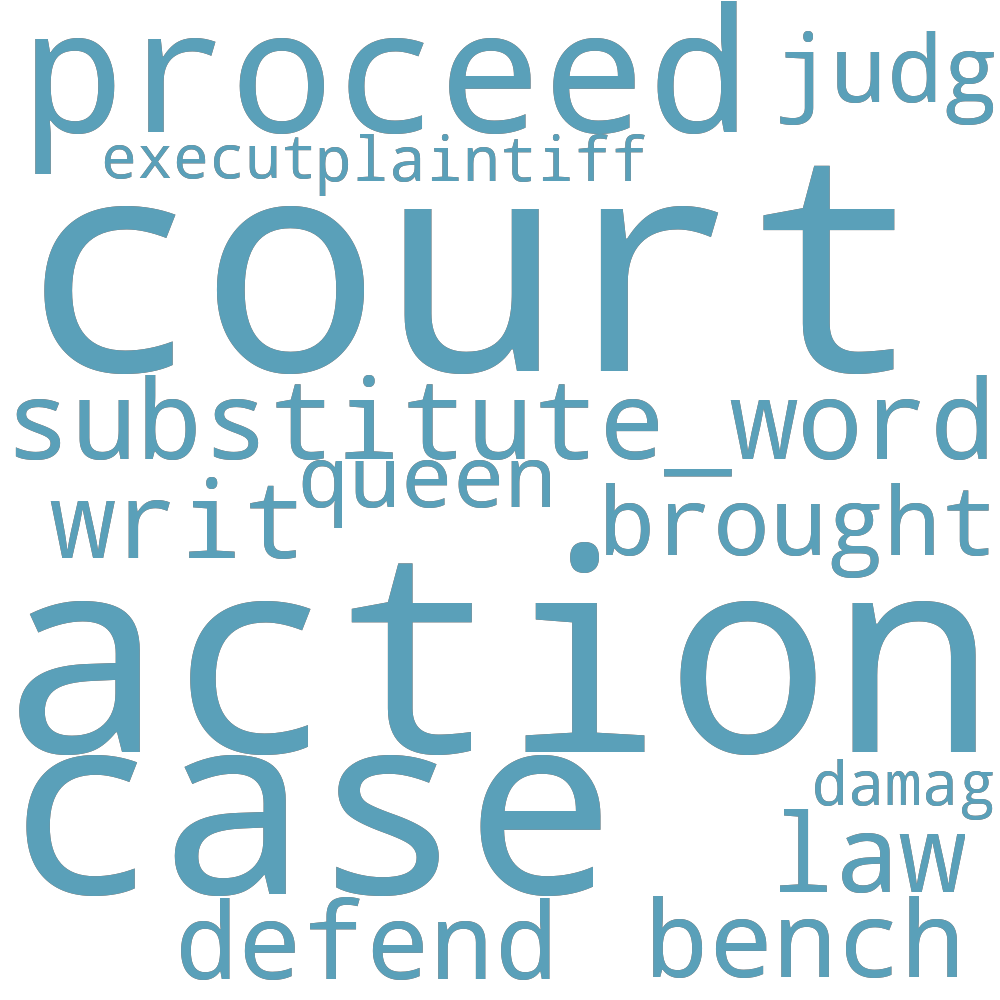 proceed judg
execut plaintiff
court
substitute_word
queen
writ brought
action
case
damag
law
defend bench